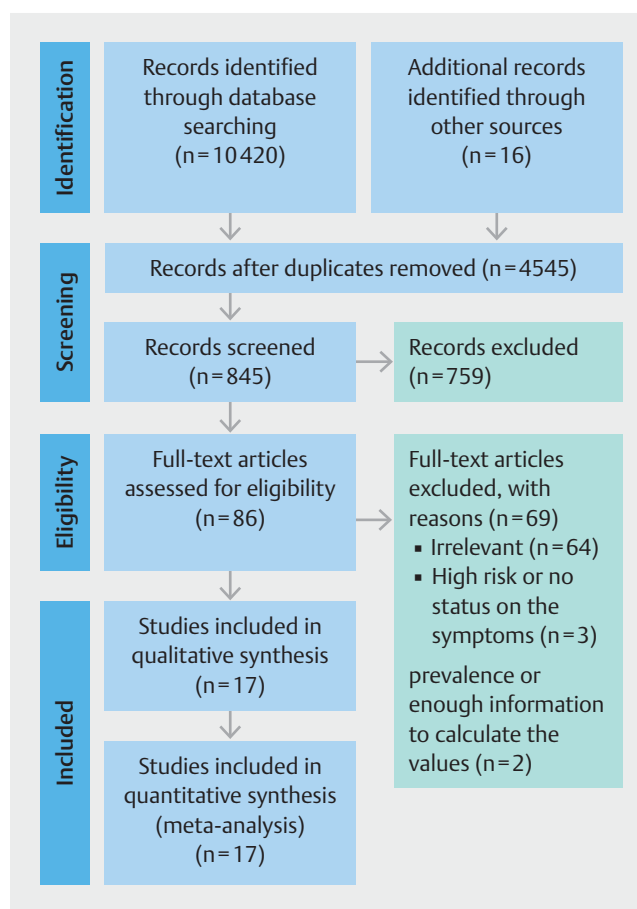 Identification
Records identified
through database
searching
(n=10 420)
Additional records
identified through
other sources
(n=16)
Screening
Records after duplicates removed (n=4545)
Records screened
(n=845)
Records excluded
(n=759)
Eligibility
Full-text articles
assessed for eligibility
(n=86)
Full-text articles
excluded, with
reasons (n=69)
▪ Irrelevant (n=64)
▪ High risk or no
status on the
symptoms (n=3)
prevalence or
enough information
to calculate the
values (n=2)
Included
Studies included in
qualitative synthesis
(n=17)
Studies included in
quantitative synthesis
(meta-analysis)
(n=17)